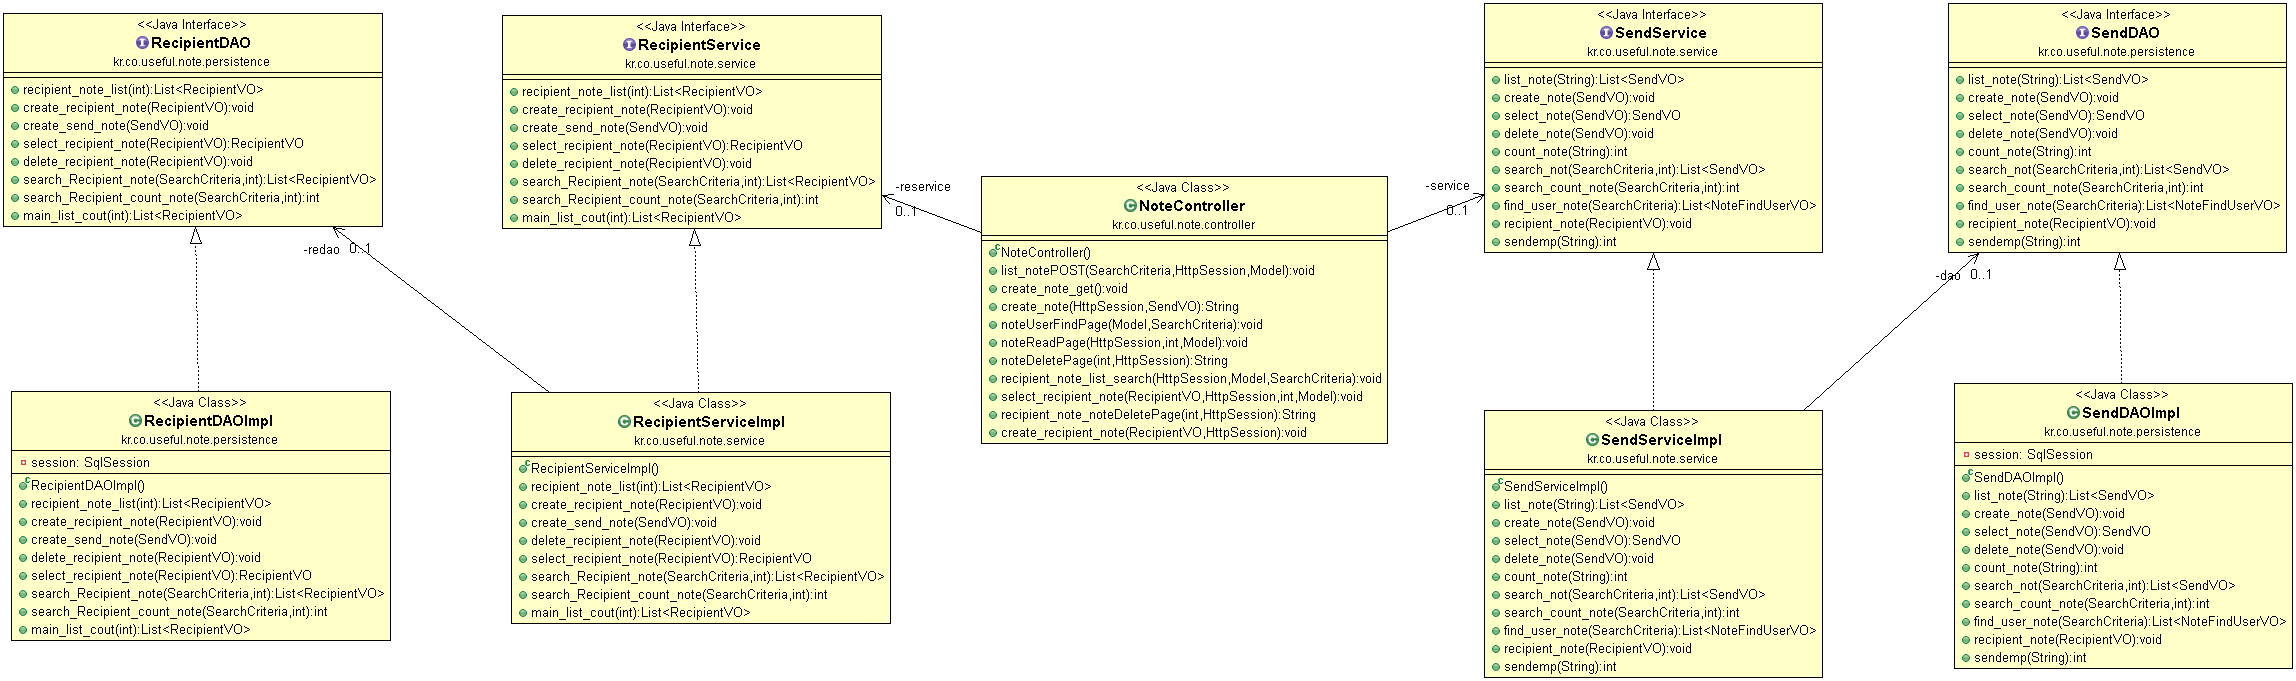 <<Java Interface>>
RecipientDAO
kr.co.useful.note.persistence
recipient_note_list(int):List<RecipientVO>
create_recipient_note(RecipientVO):void
create_send_note(SendVO):void
select_recipient_note(RecipientVO):RecipientVO
delete_recipient_note(RecipientVO):void
search_Recipient_note(SearchCriteria,int):List<RecipientVO>
search_Recipient_count_note(SearchCriteria,int):int
main_list_cout(int):List<RecipientVO>
<<Java Interface>>
RecipientService
kr.co.useful.note.service
recipient_note_list(int):List<RecipientVO>
create_recipient_note(RecipientVO):void
create_send_note(SendVO):void
select_recipient_note(RecipientVO):RecipientVO
delete_recipient_note(RecipientVO):void
search_Recipient_note(SearchCriteria,int):List<RecipientVO>
search_Recipient_count_note(SearchCriteria,int):int
main_list_cout(int):List<RecipientVO>
-reservice
0..1
<<Java Class>>
NoteController
kr.co.useful.note.controller
NoteController()
list_notePOST(SearchCriteria,HttpSession,Model):void
create_note_get():void
create_note(HttpSession,SendVO):String
noteUserFindPage(Model,SearchCriteria):void
noteReadPage(HttpSession,int,Model):void
noteDeletePage(int,HttpSession):String
recipient_note_list_search(HttpSession,Model,SearchCriteria):void
select_recipient_note(RecipientVO,HttpSession,int,Model):void
recipient_note_noteDeletePage(int,HttpSession):String
create_recipient_note(RecipientVO,HttpSession):void
-service
0..1
<<Java Interface>>
SendService
kr.co.useful.note.service
list_note(String):List<SendVO>
create_note(SendVO):void
select_note(SendVO):SendVO
delete_note(SendVO):void
count_note(String):int
search_not(SearchCriteria,int):List<SendVO>
search_count_note(SearchCriteria,int):int
find_user_note(SearchCriteria):List<NoteFindUserVO>
recipient_note(RecipientVO):void
sendemp(String):int
<<Java Interface>>
SendDAO
kr.co.useful.note.persistence
list_note(String):List<SendVO>
create_note(SendVO):void
select_note(SendVO):SendVO
delete_note(SendVO):void
count_note(String):int
search_not(SearchCriteria,int):List<SendVO>
search_count_note(SearchCriteria,int):int
find_user_note(SearchCriteria):List<NoteFindUserVO>
recipient_note(RecipientVO):void
sendemp(String):int
-redao 0..1
-dao 0..1
<<Java Class>>
RecipientDAOImpl
kr.co.useful.note.persistence
session: SqlSession
RecipientDAOImpl()
recipient_note_list(int):List<RecipientVO>
create_recipient_note(RecipientVO):void
create_send_note(SendVO):void
delete_recipient_note(RecipientVO):void
select_recipient_note(RecipientVO):RecipientVO
search_Recipient_note(SearchCriteria,int):List<RecipientVO>
search_Recipient_count_note(SearchCriteria,int):int
main_list_cout(int):List<RecipientVO>
<<Java Class>>
RecipientServiceImpl
kr.co.useful.note.service
RecipientServiceImpl()
recipient_note_list(int):List<RecipientVO>
create_recipient_note(RecipientVO):void
create_send_note(SendVO):void
delete_recipient_note(RecipientVO):void
select_recipient_note(RecipientVO):RecipientVO
search_Recipient_note(SearchCriteria,int):List<RecipientVO>
search_Recipient_count_note(SearchCriteria,int):int
main_list_cout(int):List<RecipientVO>
<<Java Class>>
SendServiceImpl
kr.co.useful.note.service
SendServiceImpl()
list_note(String):List<SendVO>
create_note(SendVO):void
select_note(SendVO):SendVO
delete_note(SendVO):void
count_note(String):int
search_not(SearchCriteria,int):List<SendVO>
search_count_note(SearchCriteria,int):int
find_user_note(SearchCriteria):List<NoteFindUserVO>
recipient_note(RecipientVO):void
sendemp(String):int
<<Java Class>>
SendDAOImpl
kr.co.useful.note.persistence
session: SqlSession
SendDAOImpl()
list_note(String):List<SendVO>
create_note(SendVO):void
select_note(SendVO):SendVO
delete_note(SendVO):void
count_note(String):int
search_not(SearchCriteria,int):List<SendVO>
search_count_note(SearchCriteria,int):int
find_user_note(SearchCriteria):List<NoteFindUserVO>
recipient_note(RecipientVO):void
sendemp(String):int